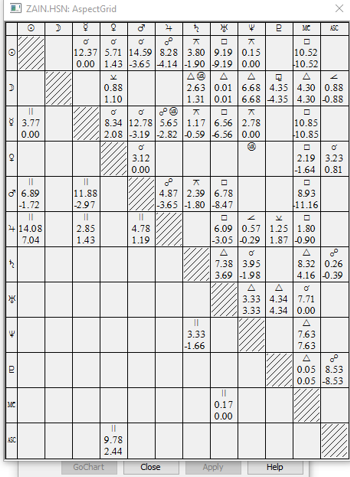 ZAIN.HSN: AspectGrid
☉ ☽ ☿ ♀ ♂ ♃ ♄ ♅ ♆ ♇ MC ASC
☌ ☌ ☌ ☍ ⚻ □ ⚻ □
☉ 12.37 5.71 14.59 8.28 3.80 9.19 0.15 10.52
0.00 1.43 -3.65 -4.14 -1.90 -9.19 0.00 -10.52
⚺ △ △ △ ⚼ △ ∠
☽ 0.88 2.63 0.01 6.68 4.35 4.30 0.88
1.10 1.31 0.01 6.68 -4.35 4.30 -0.88
|| ☌ ☌ ☍ ⚻ □ ⚻ □
☿ 3.77 8.34 12.78 5.65 1.17 6.56 2.78 10.85
0.00 2.08 -3.19 -2.82 -0.59 -6.56 0.00 -10.85
☌ □ ☌
♀ 3.12 2.19 3.23
0.00 -1.64 0.81
|| || ☍ ⚻ □ □
♂ 6.89 11.88 4.87 2.39 6.78 8.93
-1.72 -2.97 -3.65 -1.80 -8.47 -11.16
|| || || □ ∠ ⚺ □
♃ 14.08 2.85 4.78 6.09 0.57 1.25 1.80
7.04 1.43 1.19 -3.05 -0.29 1.87 -0.90
△ ☌ △ ☍
♄ 7.38 3.95 8.32 0.26
3.69 -1.98 4.16 -0.39
△ △ ☌
♅ 3.33 4.34 7.71
3.33 4.34 0.00
|| △
♆ 3.33 7.63
-1.66 7.63
△ ☍
♇ 0.05 8.53
0.05 -8.53
||
MC 0.17
0.00
||
ASC 9.78
2.44
GoChart Close Apply Help